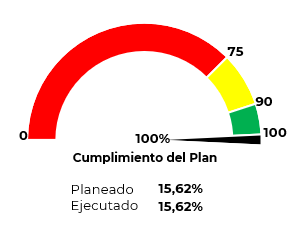 75
90
0
100% 100
Cumplimiento del Plan
Planeado 15,62%
Ejecutado 15,62%